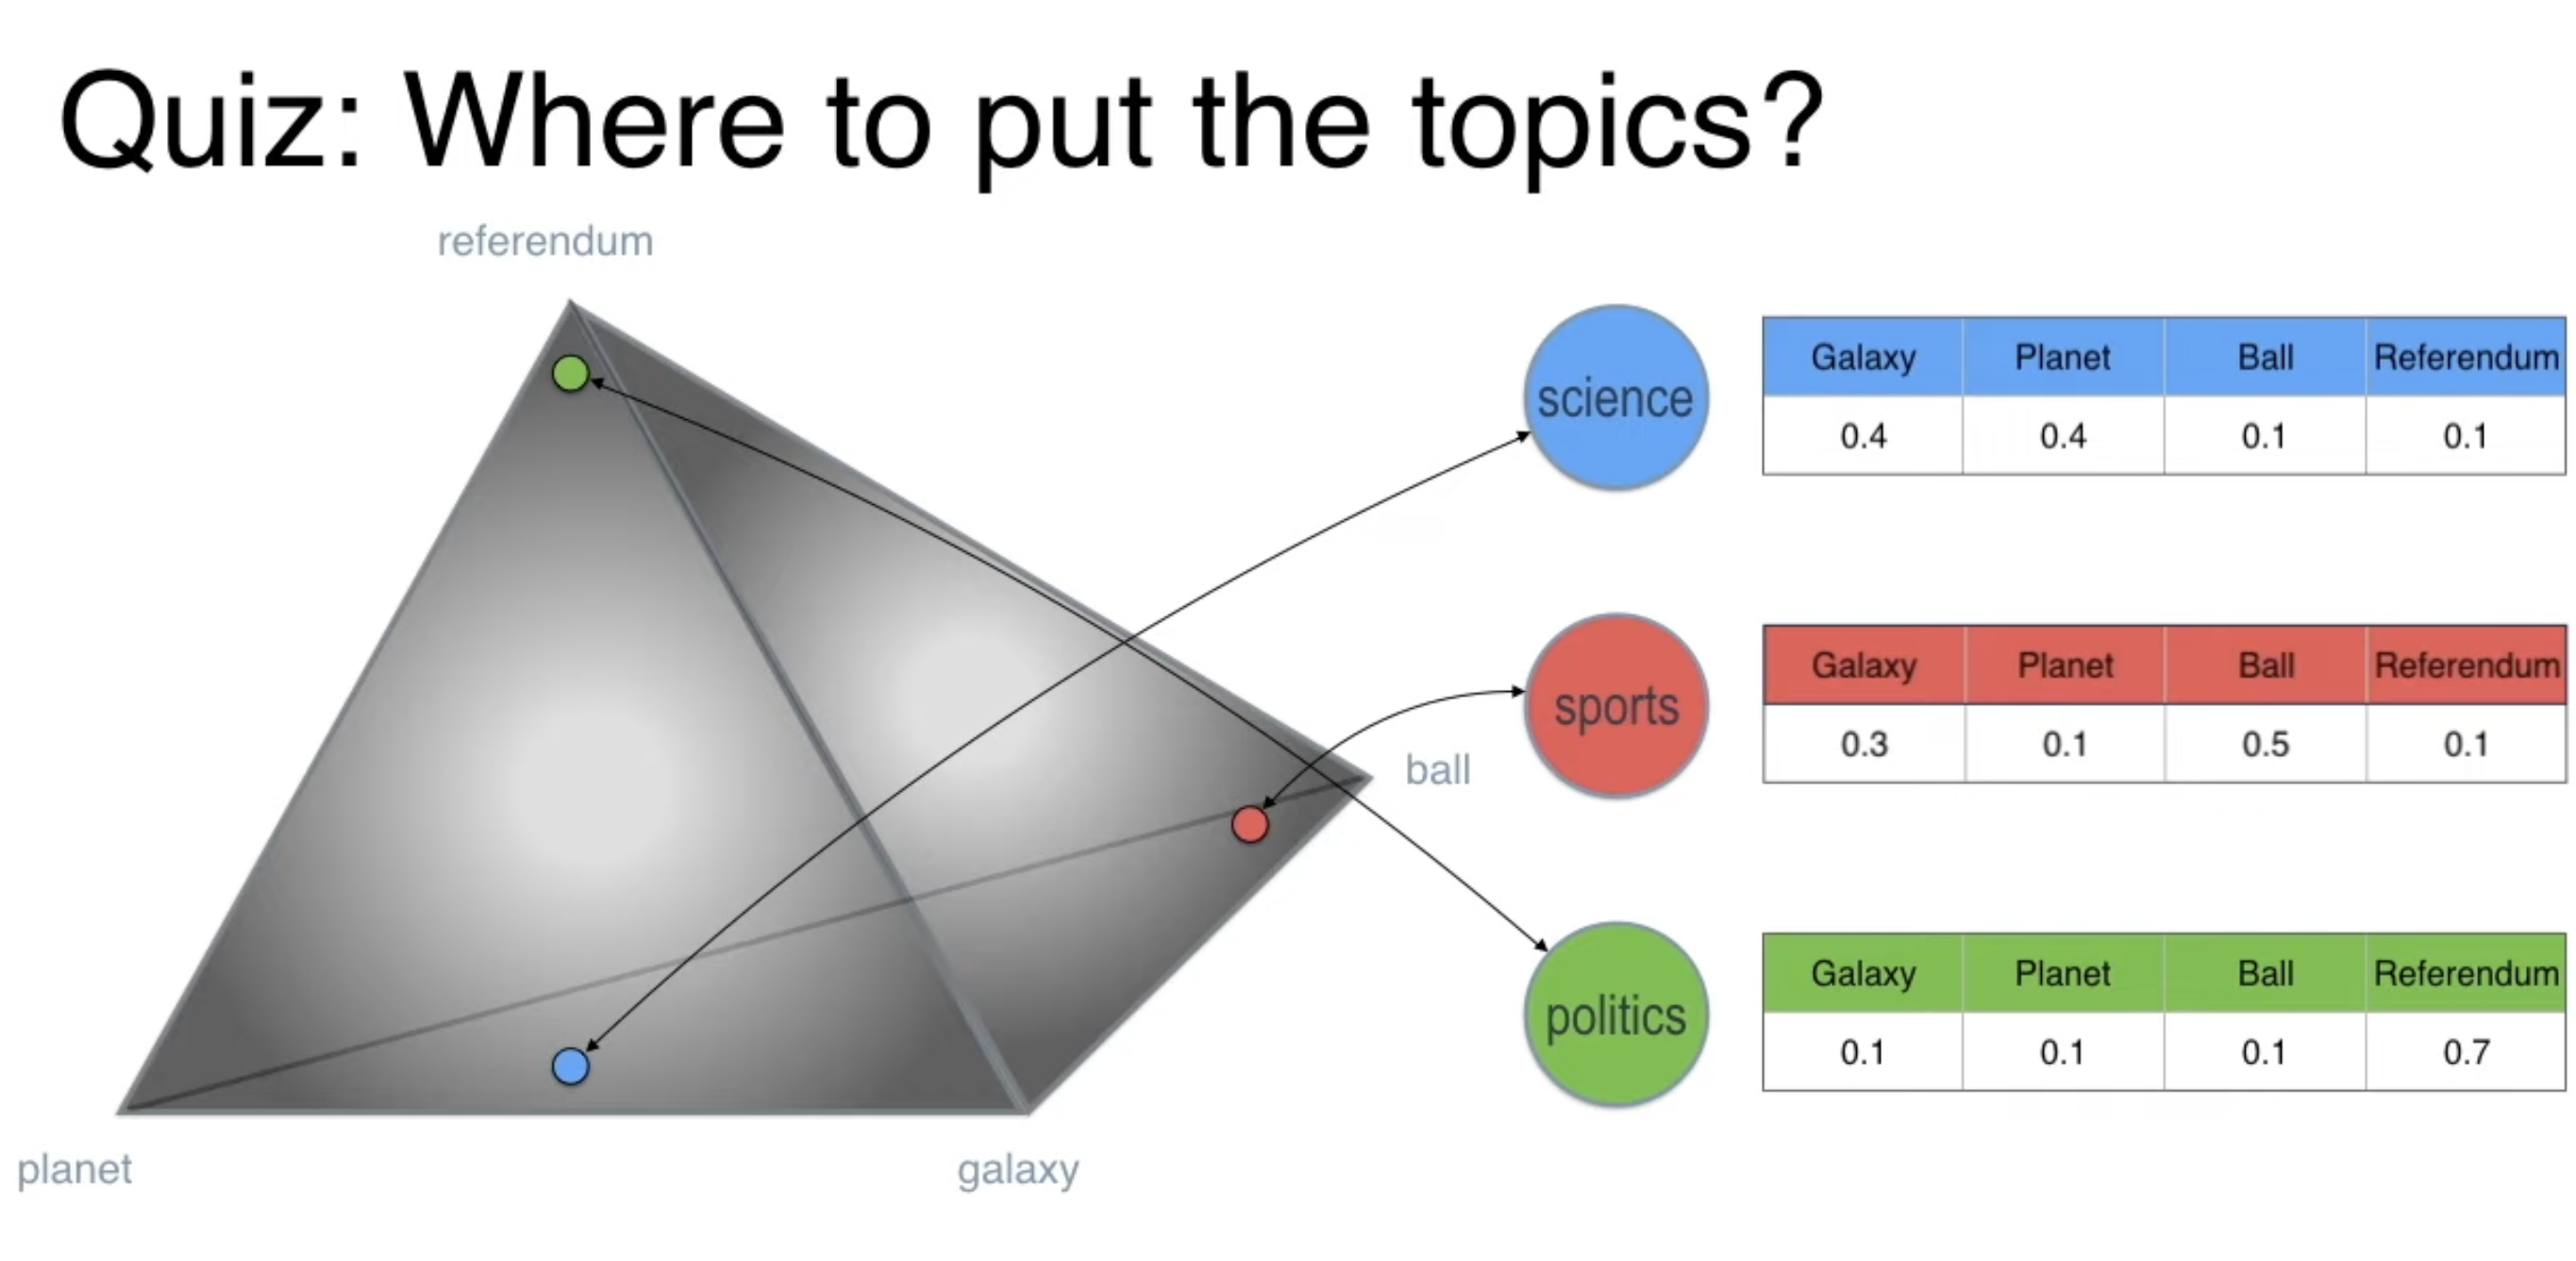 Quiz: Where to put the topics?
referendum
planet
galaxy
ball
science
Galaxy Planet Ball Referendum
0.4 0.4 0.1 0.1
sports
Galaxy Planet Ball Referendum
0.3 0.1 0.5 0.1
politics
Galaxy Planet Ball Referendum
0.1 0.1 0.1 0.7